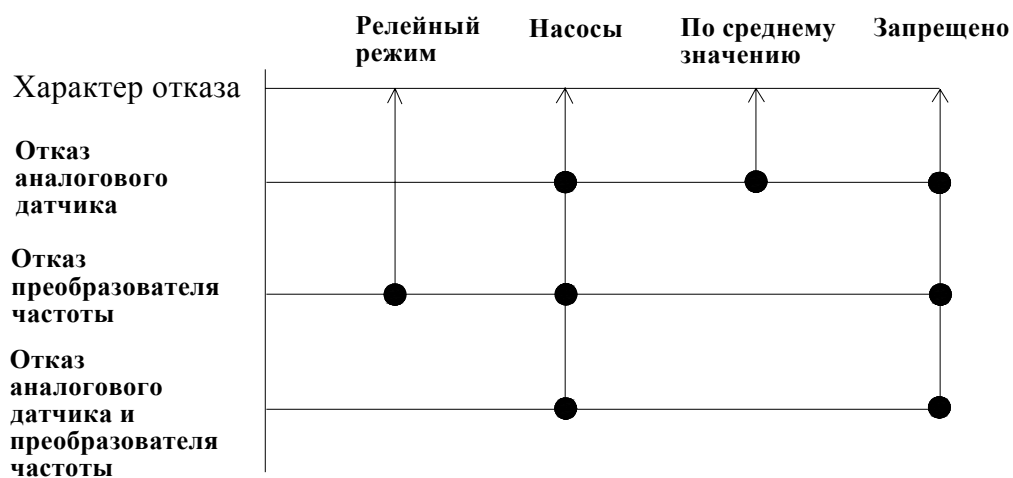 Релейный
режим
Насосы
По среднему
значению
Запрещено
Характер отказа
Отказ
аналогового
датчика
Отказ
преобразователя
частоты
Отказ
аналогового
датчика и
преобразователя
частоты